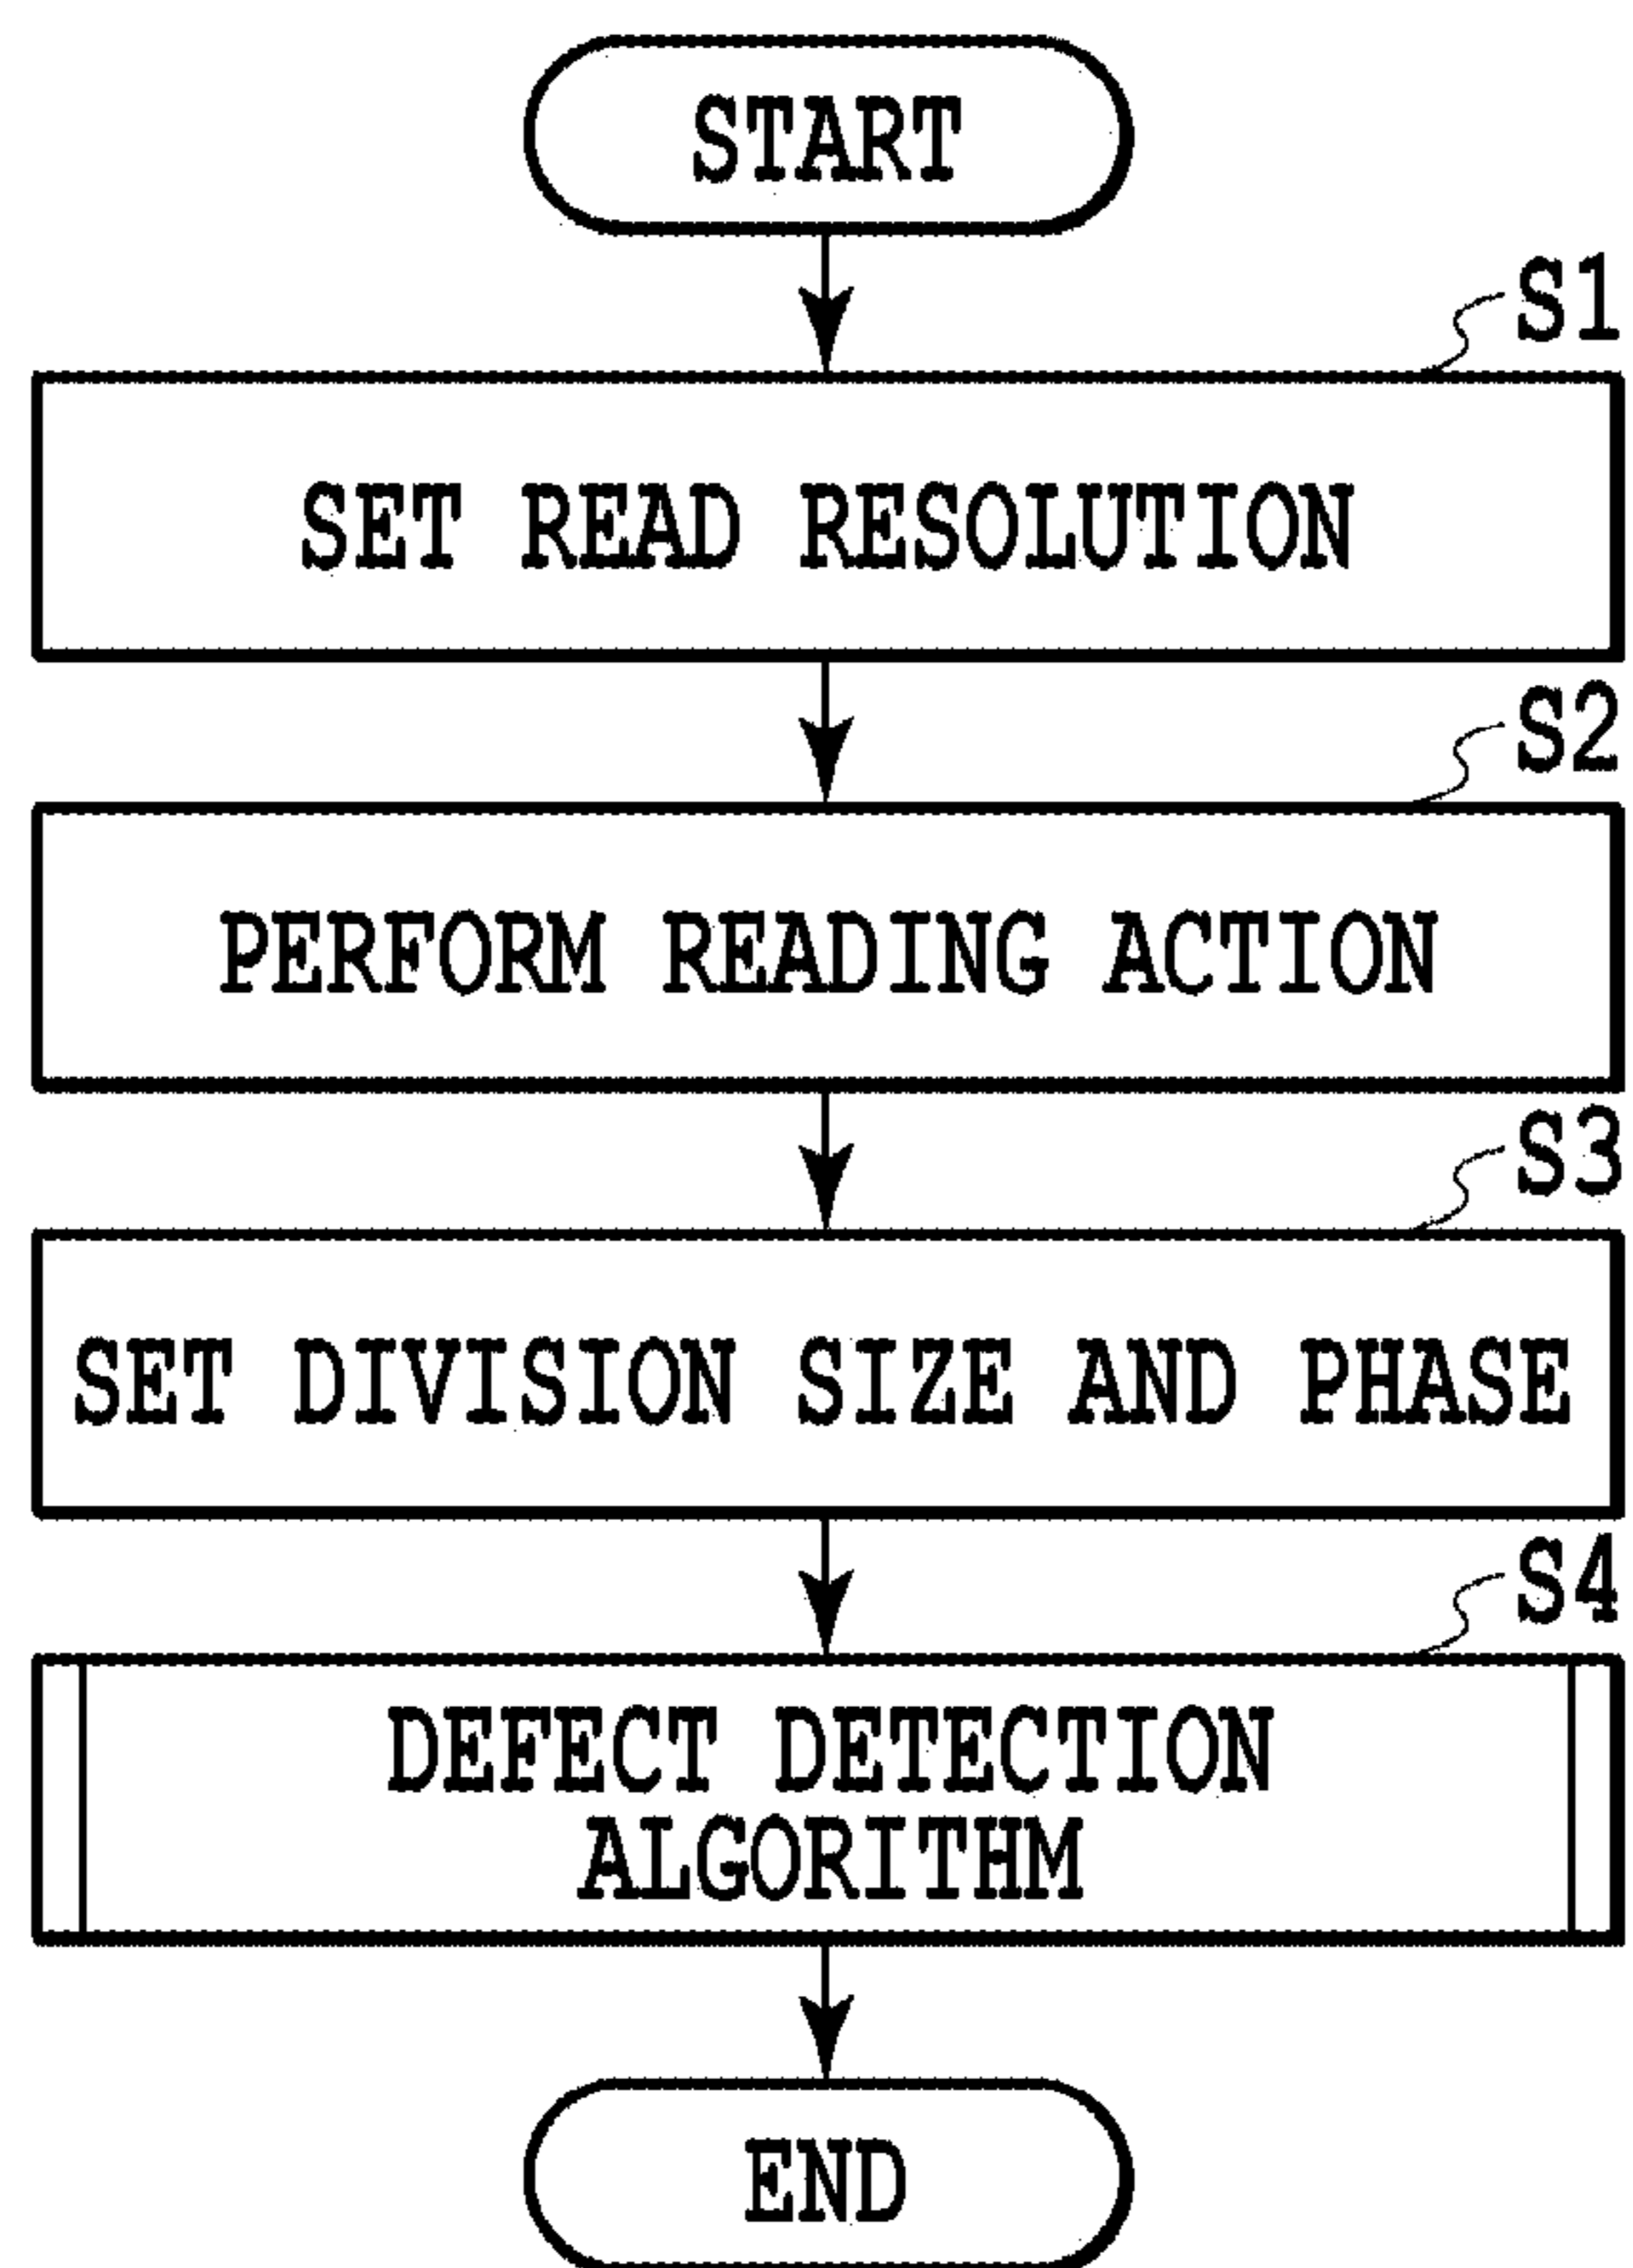 START
S1
SET READ RESOLUTION
S2
PERFORM READING ACTION
S3
SET DIVISION SIZE AND PHASE
S4
DEFECT DETECTION
ALGORITHM
END